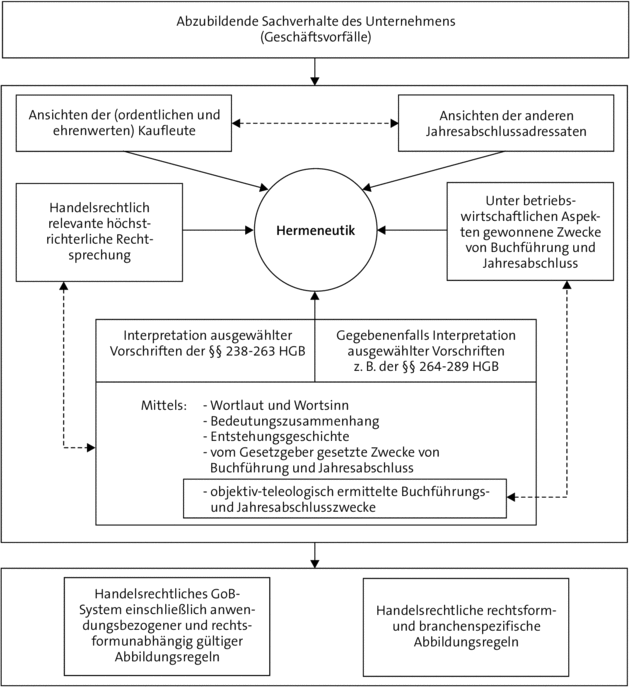 Abzubildende Sachverhalte des Unternehmens
(Geschäftsvorfälle)
Ansichten der (ordentlichen und
ehrenwerten) Kaufleute
Ansichten der anderen
Jahresabschlussadressaten
Handelsrechtlich
relevante höchst-
richterliche Recht-
sprechung
Hermeneutik
Unter betriebs-
wirtschaftlichen Aspek-
ten gewonnene Zwecke
von Buchführung und
Jahresabschluss
Interpretation ausgewählter
Vorschriften der §§ 238-263 HGB
Gegebenenfalls Interpretation
ausgewählter Vorschriften
z. B. der §§ 264-289 HGB
Mittels: - Wortlaut und Wortsinn
- Bedeutungszusammenhang
- Entstehungsgeschichte
- vom Gesetzgeber gesetzte Zwecke von
Buchführung und Jahresabschluss
- objektiv-teleologisch ermittelte Buchführungs-
und Jahresabschlusszwecke
Handelsrechtliches GoB-
System einschließlich anwen-
dungsbezogener und rechts-
formunabhängig gültiger
Abbildungsregeln
Handelsrechtliche rechtsform-
und branchenspezifische
Abbildungsregeln